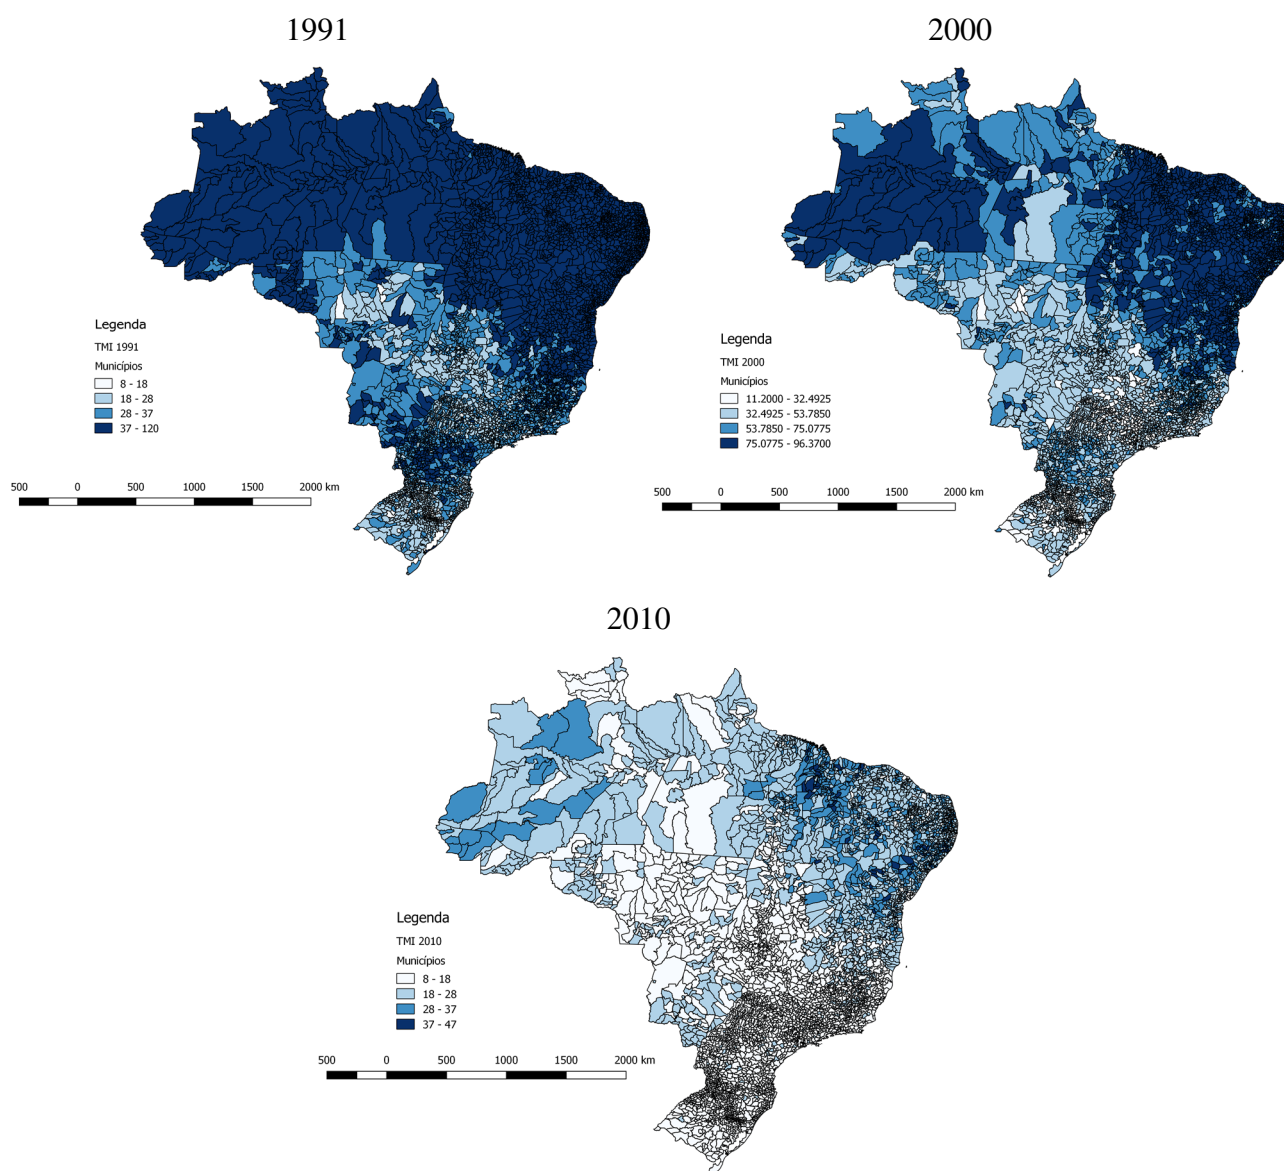 1991
Legenda
TMI 1991
Municípios
8 - 18
18 - 28
28 - 37
37 - 120
500 0 500 1000 1500 2000 km
2000
Legenda
TMI 2000
Municípios
11.2000 - 32.4925
32.4925 - 53.7850
53.7850 - 75.0775
75.0775 - 96.3700
500 0 500 1000 1500 2000 km
2010
Legenda
TMI 2010
Municípios
8 - 18
18 - 28
28 - 37
37 - 47
500 0 500 1000 1500 2000 km